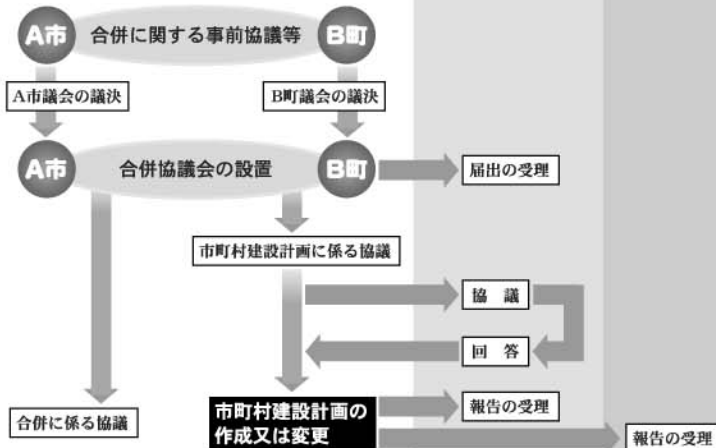 A市 合併に関する事前協議等 B町
A市議会の議決 B町議会の議決
A市 合併協議会の設置 B町 届出の受理
市町村建設計画に係る協議
協　議
回　答
合併に係る協議
市町村建設計画の
作成又は変更
報告の受理
報告の受理